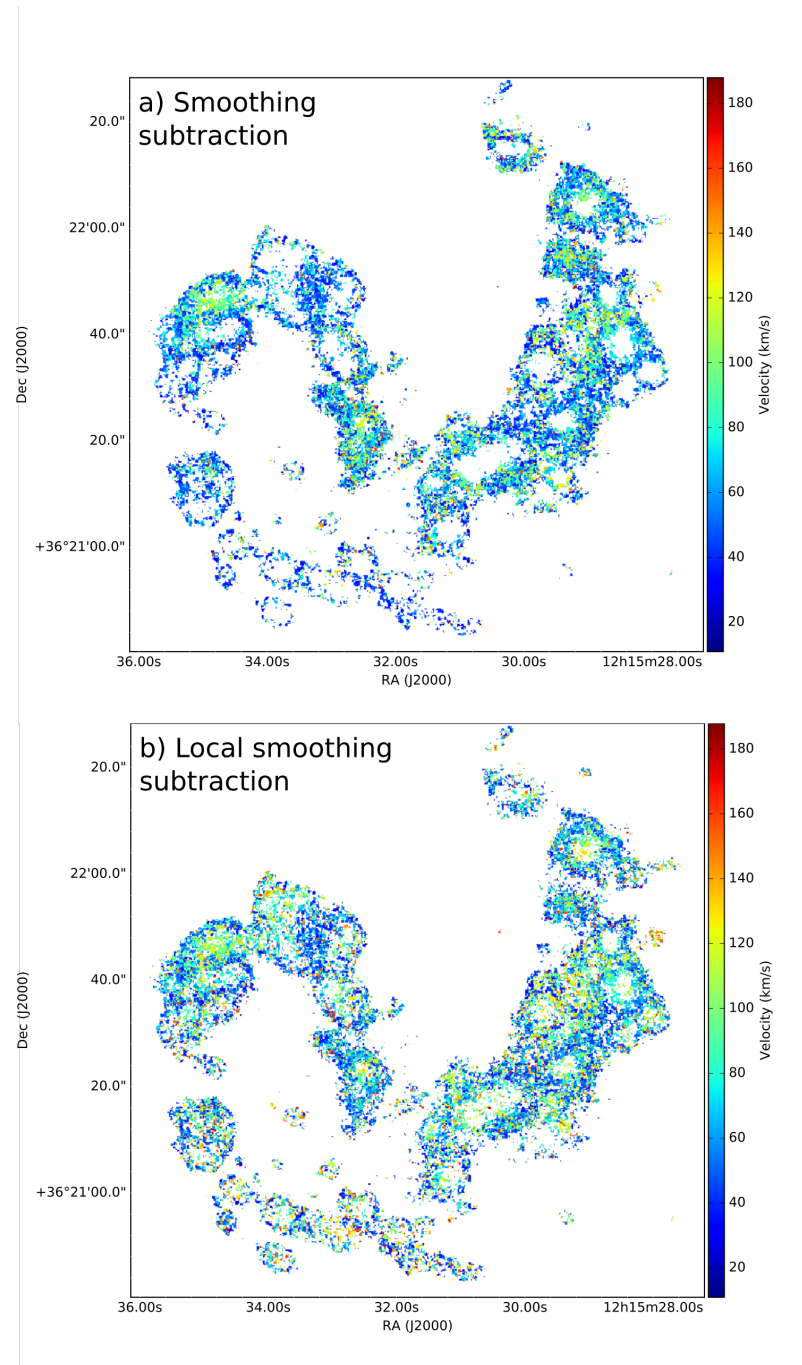 a) Smoothing
subtraction
20.0"
22'00.0"
40.0"
20.0"
+36°21'00.0"
Dec (J2000)
36.00s 34.00s 32.00s 30.00s 12h15m28.00s
RA (J2000)
180
160
140
120
100
80
60
40
20
Velocity (km/s)
b) Local smoothing
subtraction
20.0"
22'00.0"
40.0"
20.0"
+36°21'00.0"
Dec (J2000)
36.00s 34.00s 32.00s 30.00s 12h15m28.00s
RA (J2000)
180
160
140
120
100
80
60
40
20
Velocity (km/s)